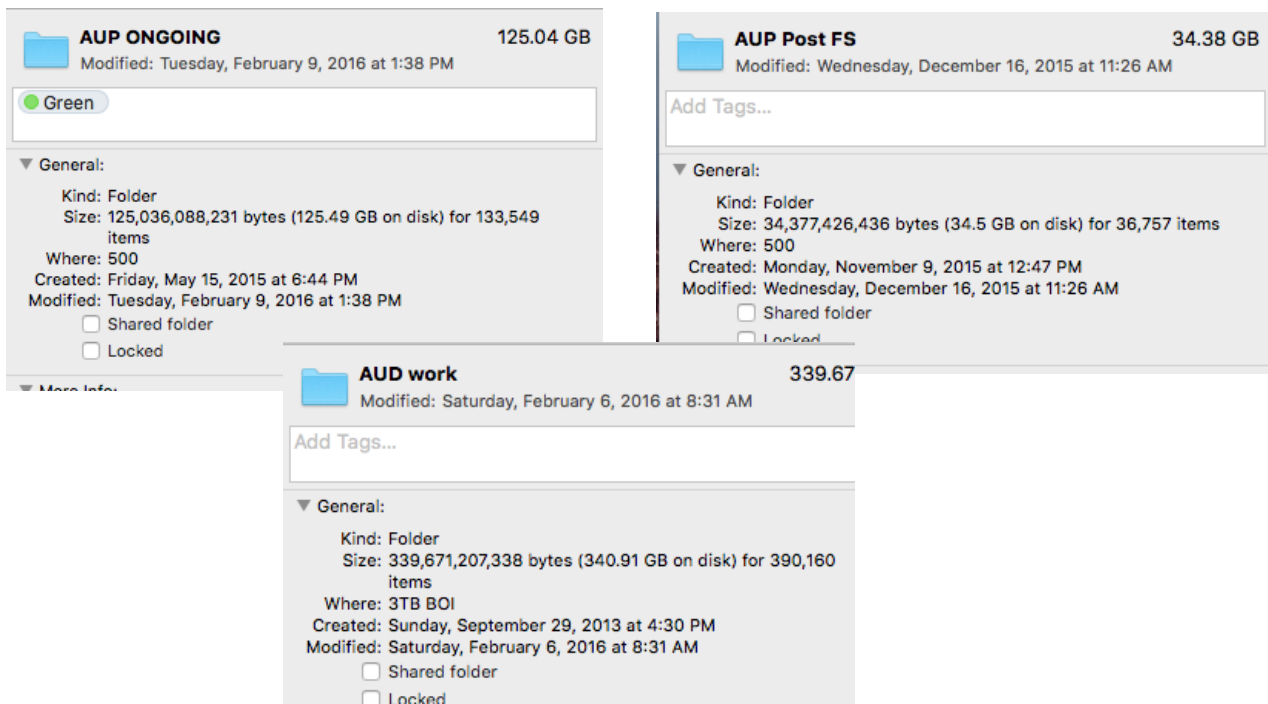 AUP ONGOING 125.04 GB
Modified: Tuesday, February 9, 2016 at 1:38 PM
Green
General:
Kind: Folder
Size: 125,036,088,231 bytes (125.49 GB on disk) for 133,549
items
Where: 500
Created: Friday, May 15, 2015 at 6:44 PM
Modified: Tuesday, February 9, 2016 at 1:38 PM
Shared folder
Locked
More Info:
AUP Post FS 34.38 GB
Modified: Wednesday, December 16, 2015 at 11:26 AM
Add Tags...
General:
Kind: Folder
Size: 34,377,426,436 bytes (34.5 GB on disk) for 36,757 items
Where: 500
Created: Monday, November 9, 2015 at 12:47 PM
Modified: Wednesday, December 16, 2015 at 11:26 AM
Shared folder
Locked
AUD work 339.67
Modified: Saturday, February 6, 2016 at 8:31 AM
Add Tags...
General:
Kind: Folder
Size: 339,671,207,338 bytes (340.91 GB on disk) for 390,160
items
Where: 3TB BOI
Created: Sunday, September 29, 2013 at 4:30 PM
Modified: Saturday, February 6, 2016 at 8:31 AM
Shared folder
Locked